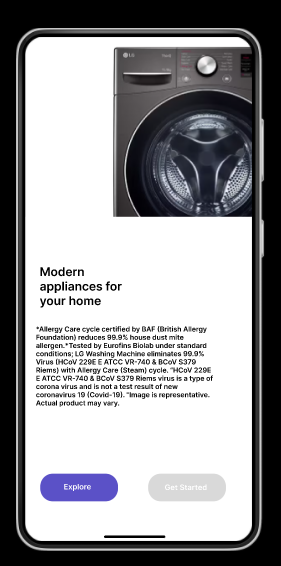 LG
Modern
appliances for
your home
*Allergy Care cycle certified by BAF (British Allergy
Foundation) reduces 99.9% house dust mite
allergen.*Tested by Eurofins Biolab under standard
conditions; LG Washing Machine eliminates 99.9%
Virus (HCoV 229E E ATCC VR-740 & BCoV S379
Riems) with Allergy Care (Steam) cycle. "HCoV 229E
E ATCC VR-740 & BCoV S379 Riems virus is a type of
corona virus and is not a test result of new
coronavirus 19 (Covid-19). "Image is representative.
Actual product may vary.
Explore
Get Started